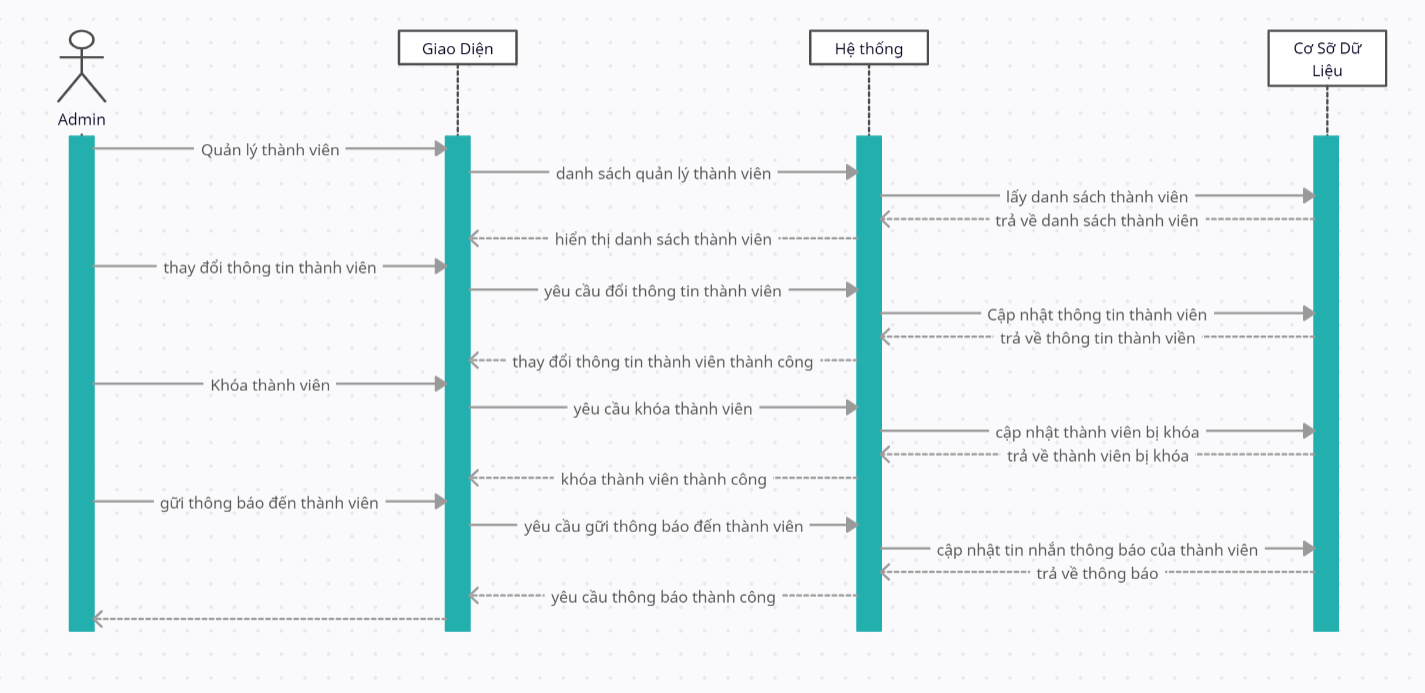 Giao Diện
Hệ thống
Cơ Sỡ Dữ
Liệu
Admin
Quản lý thành viên
danh sách quản lý thành viên
lấy danh sách thành viên
trả về danh sách thành viên
hiển thị danh sách thành viên
thay đổi thông tin thành viên
yêu cầu đổi thông tin thành viên
Cập nhật thông tin thành viên
trả về thông tin thành viên
thay đổi thông tin thành viên thành công
Khóa thành viên
yêu cầu khóa thành viên
cập nhật thành viên bị khóa
trả về thành viên bị khóa
khóa thành viên thành công
gữi thông báo đến thành viên
yêu cầu gữi thông báo đến thành viên
cập nhật tin nhắn thông báo của thành viên
trả về thông báo
yêu cầu thông báo thành công